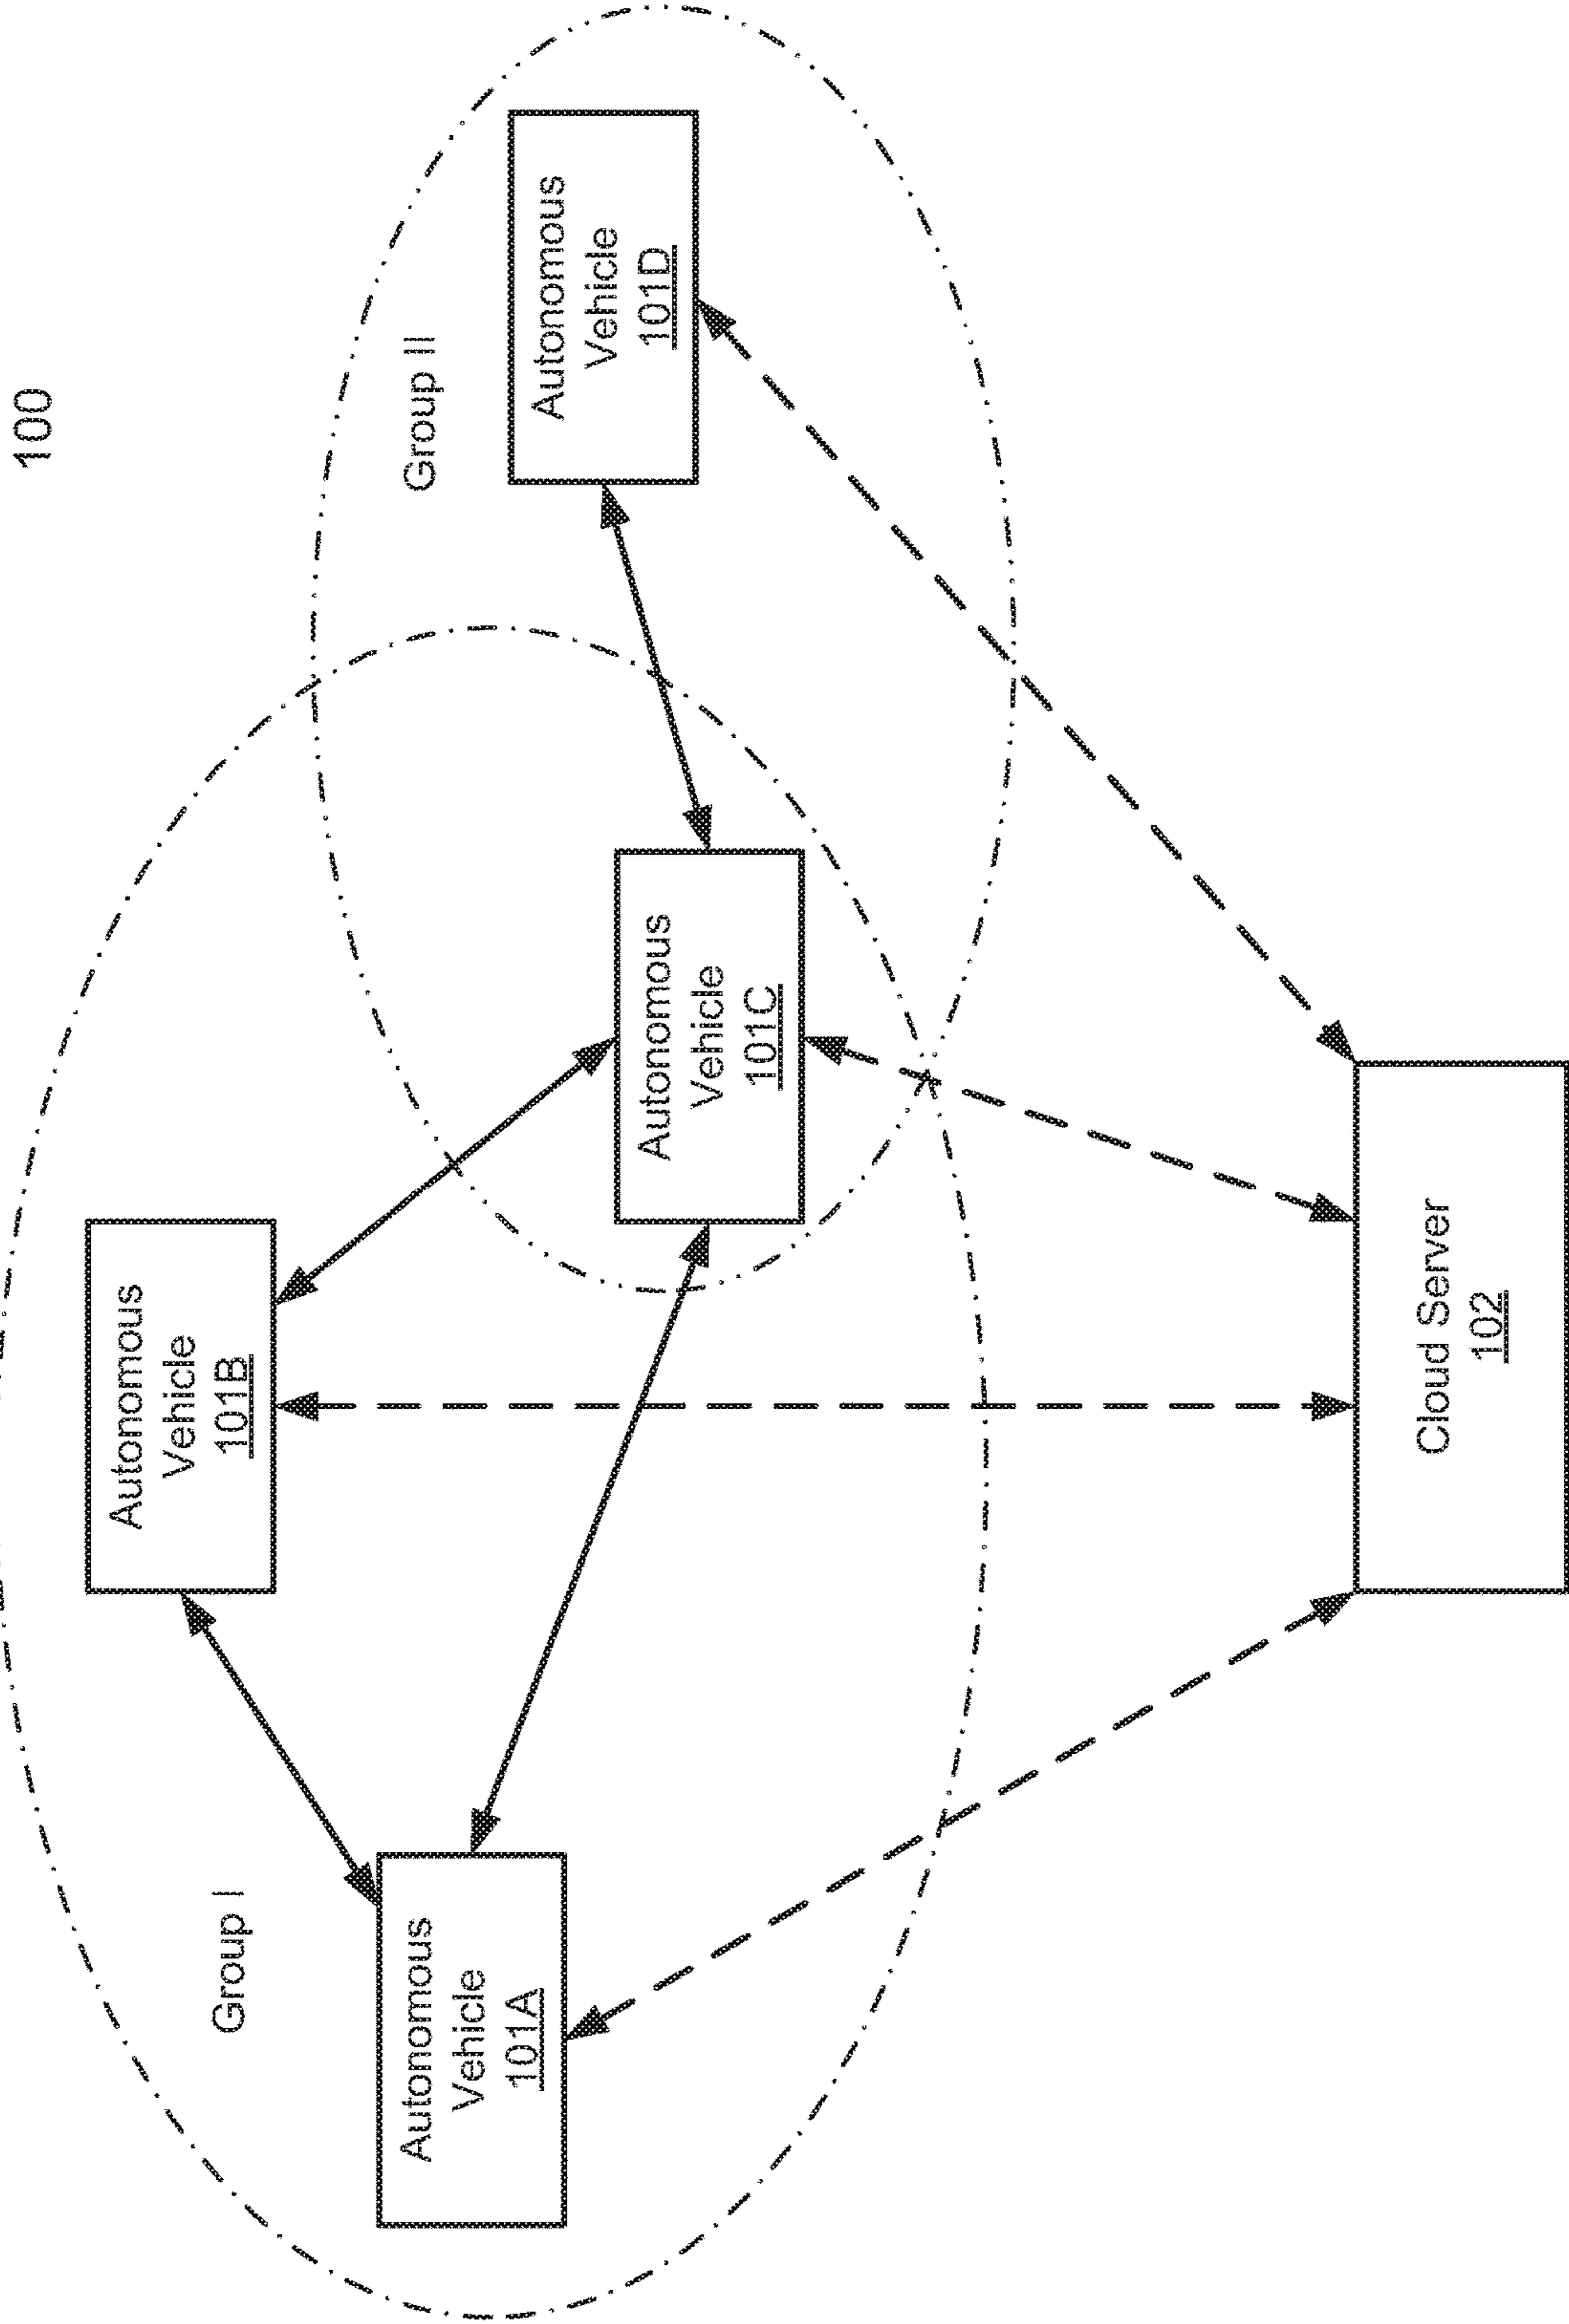 100
Group I
Group II
Autonomous
Vehicle
101A
Autonomous
Vehicle
101B
Autonomous
Vehicle
101C
Autonomous
Vehicle
101D
Cloud Server
102